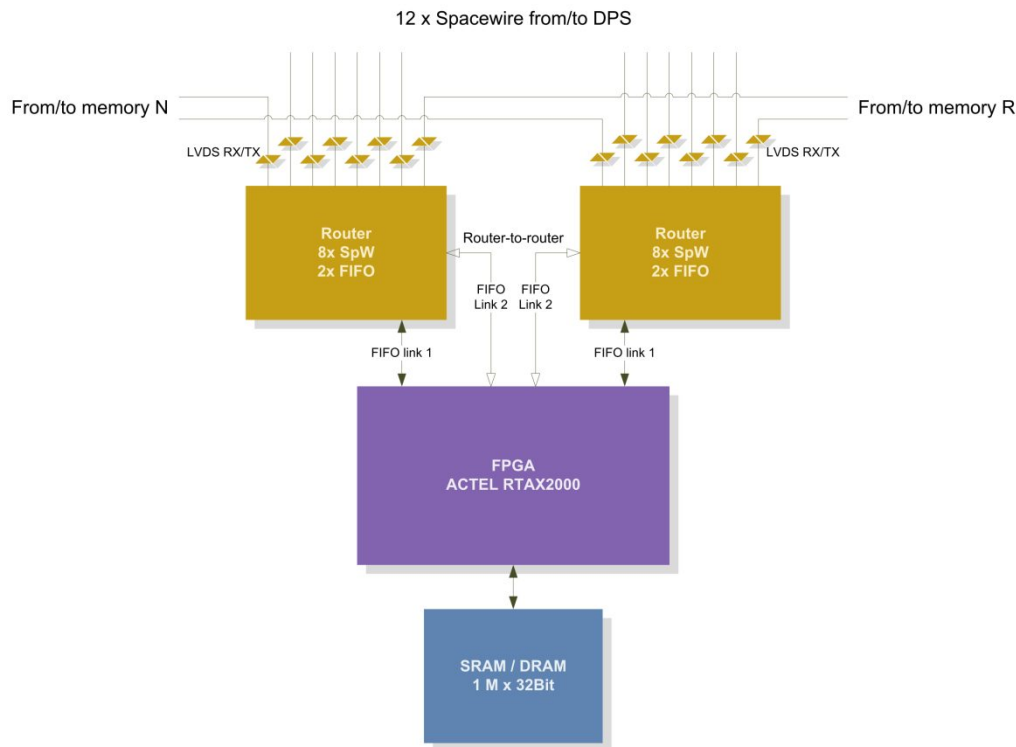 12 x Spacewire from/to DPS
From/to memory N
From/to memory R
LVDS RX/TX
LVDS RX/TX
Router
8x SpW
2x FIFO
Router-to-router
Router
8x SpW
2x FIFO
FIFO
Link 2
FIFO
Link 2
FIFO link 1
FIFO link 1
FPGA
ACTEL RTAX2000
SRAM / DRAM
1 M x 32Bit